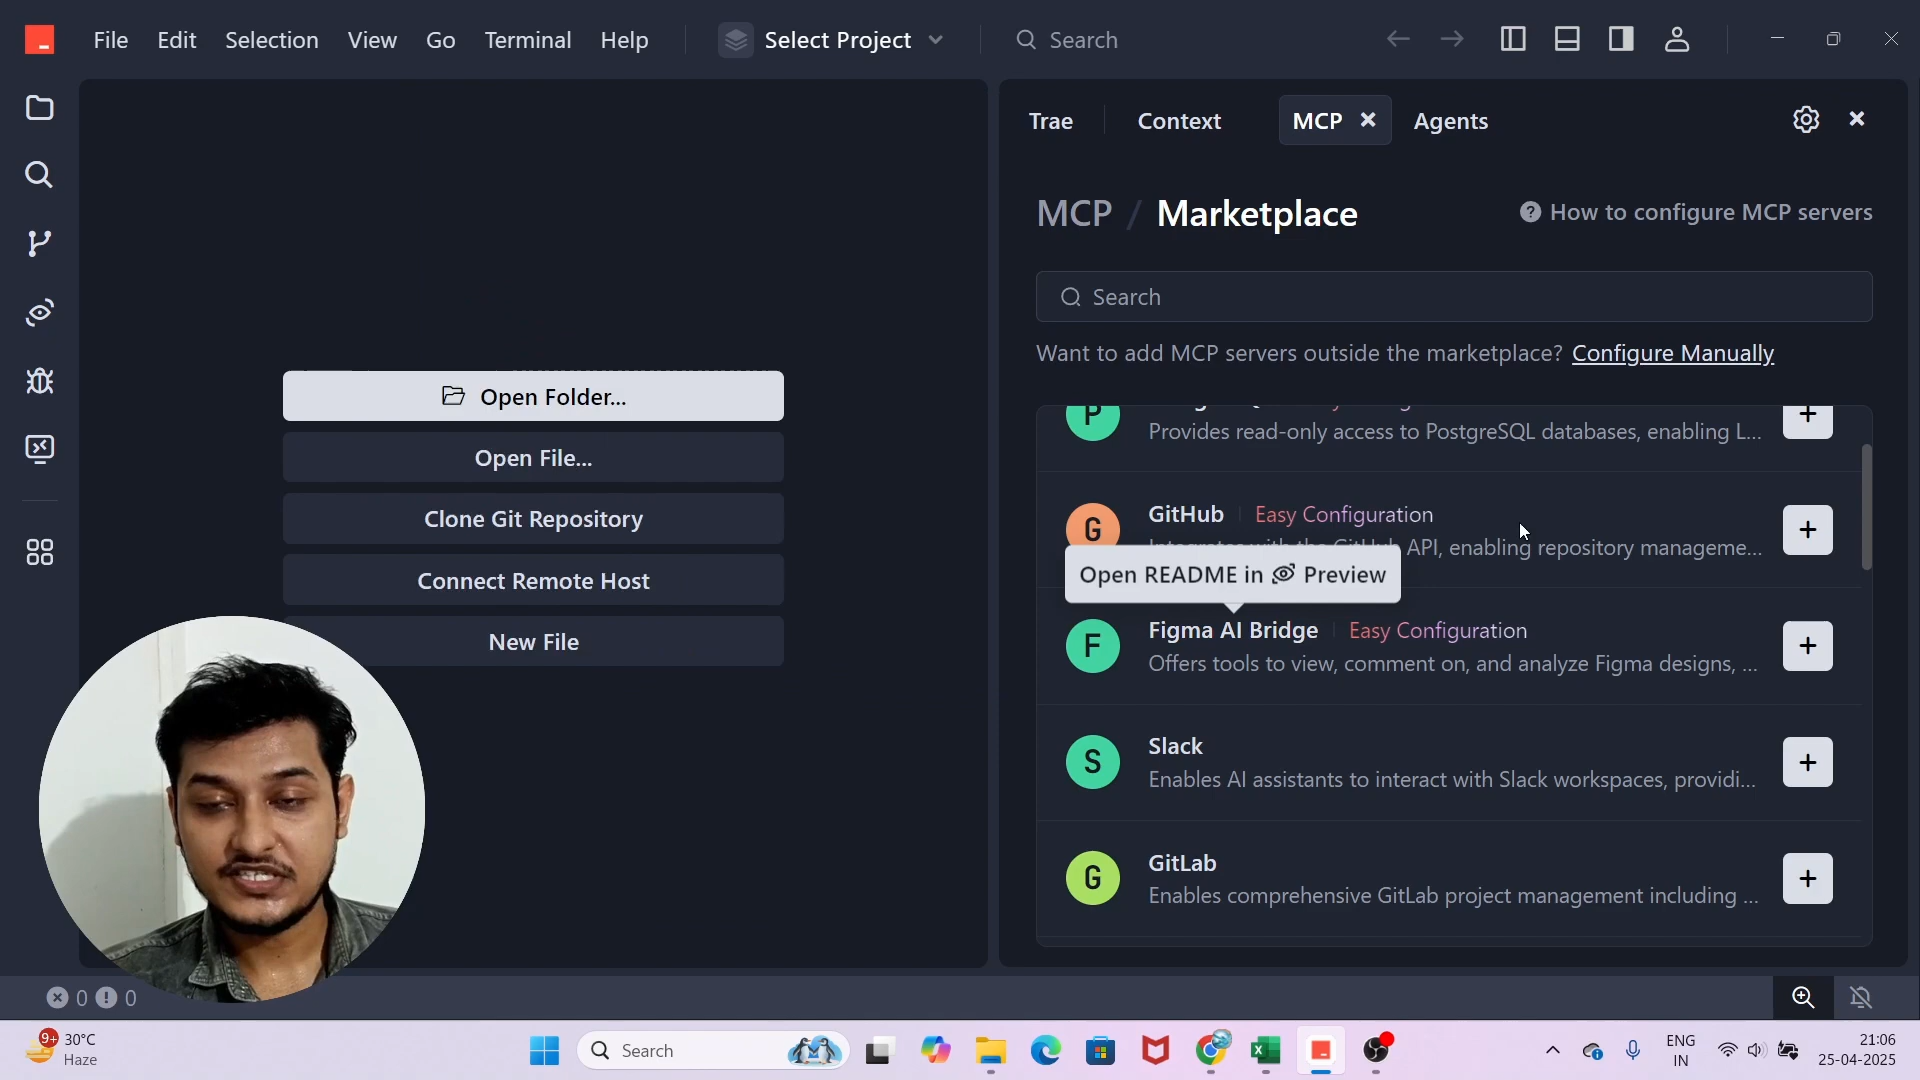 File Edit Selection View Go Terminal Help Select Project Search
Trae Context MCP Agents
MCP / Marketplace
How to configure MCP servers
Search
Want to add MCP servers outside the marketplace? Configure Manually
P
Provides read-only access to PostgreSQL databases, enabling L...
+
G
GitHub Easy Configuration
API, enabling repository manageme...
+
Open README in Preview
F
Figma AI Bridge Easy Configuration
Offers tools to view, comment on, and analyze Figma designs, ...
+
S
Slack
Enables AI assistants to interact with Slack workspaces, providi...
+
G
GitLab
Enables comprehensive GitLab project management including ...
+
Open Folder...
Open File...
Clone Git Repository
Connect Remote Host
New File
0 0
9+
30°C
Haze
Search
ENG
IN
21:06
25-04-2025